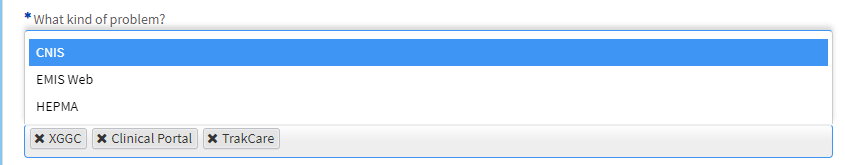 * What kind of problem?
CNIS
EMIS Web
HEPMA
✖ XGGC ✖ Clinical Portal ✖ TrakCare